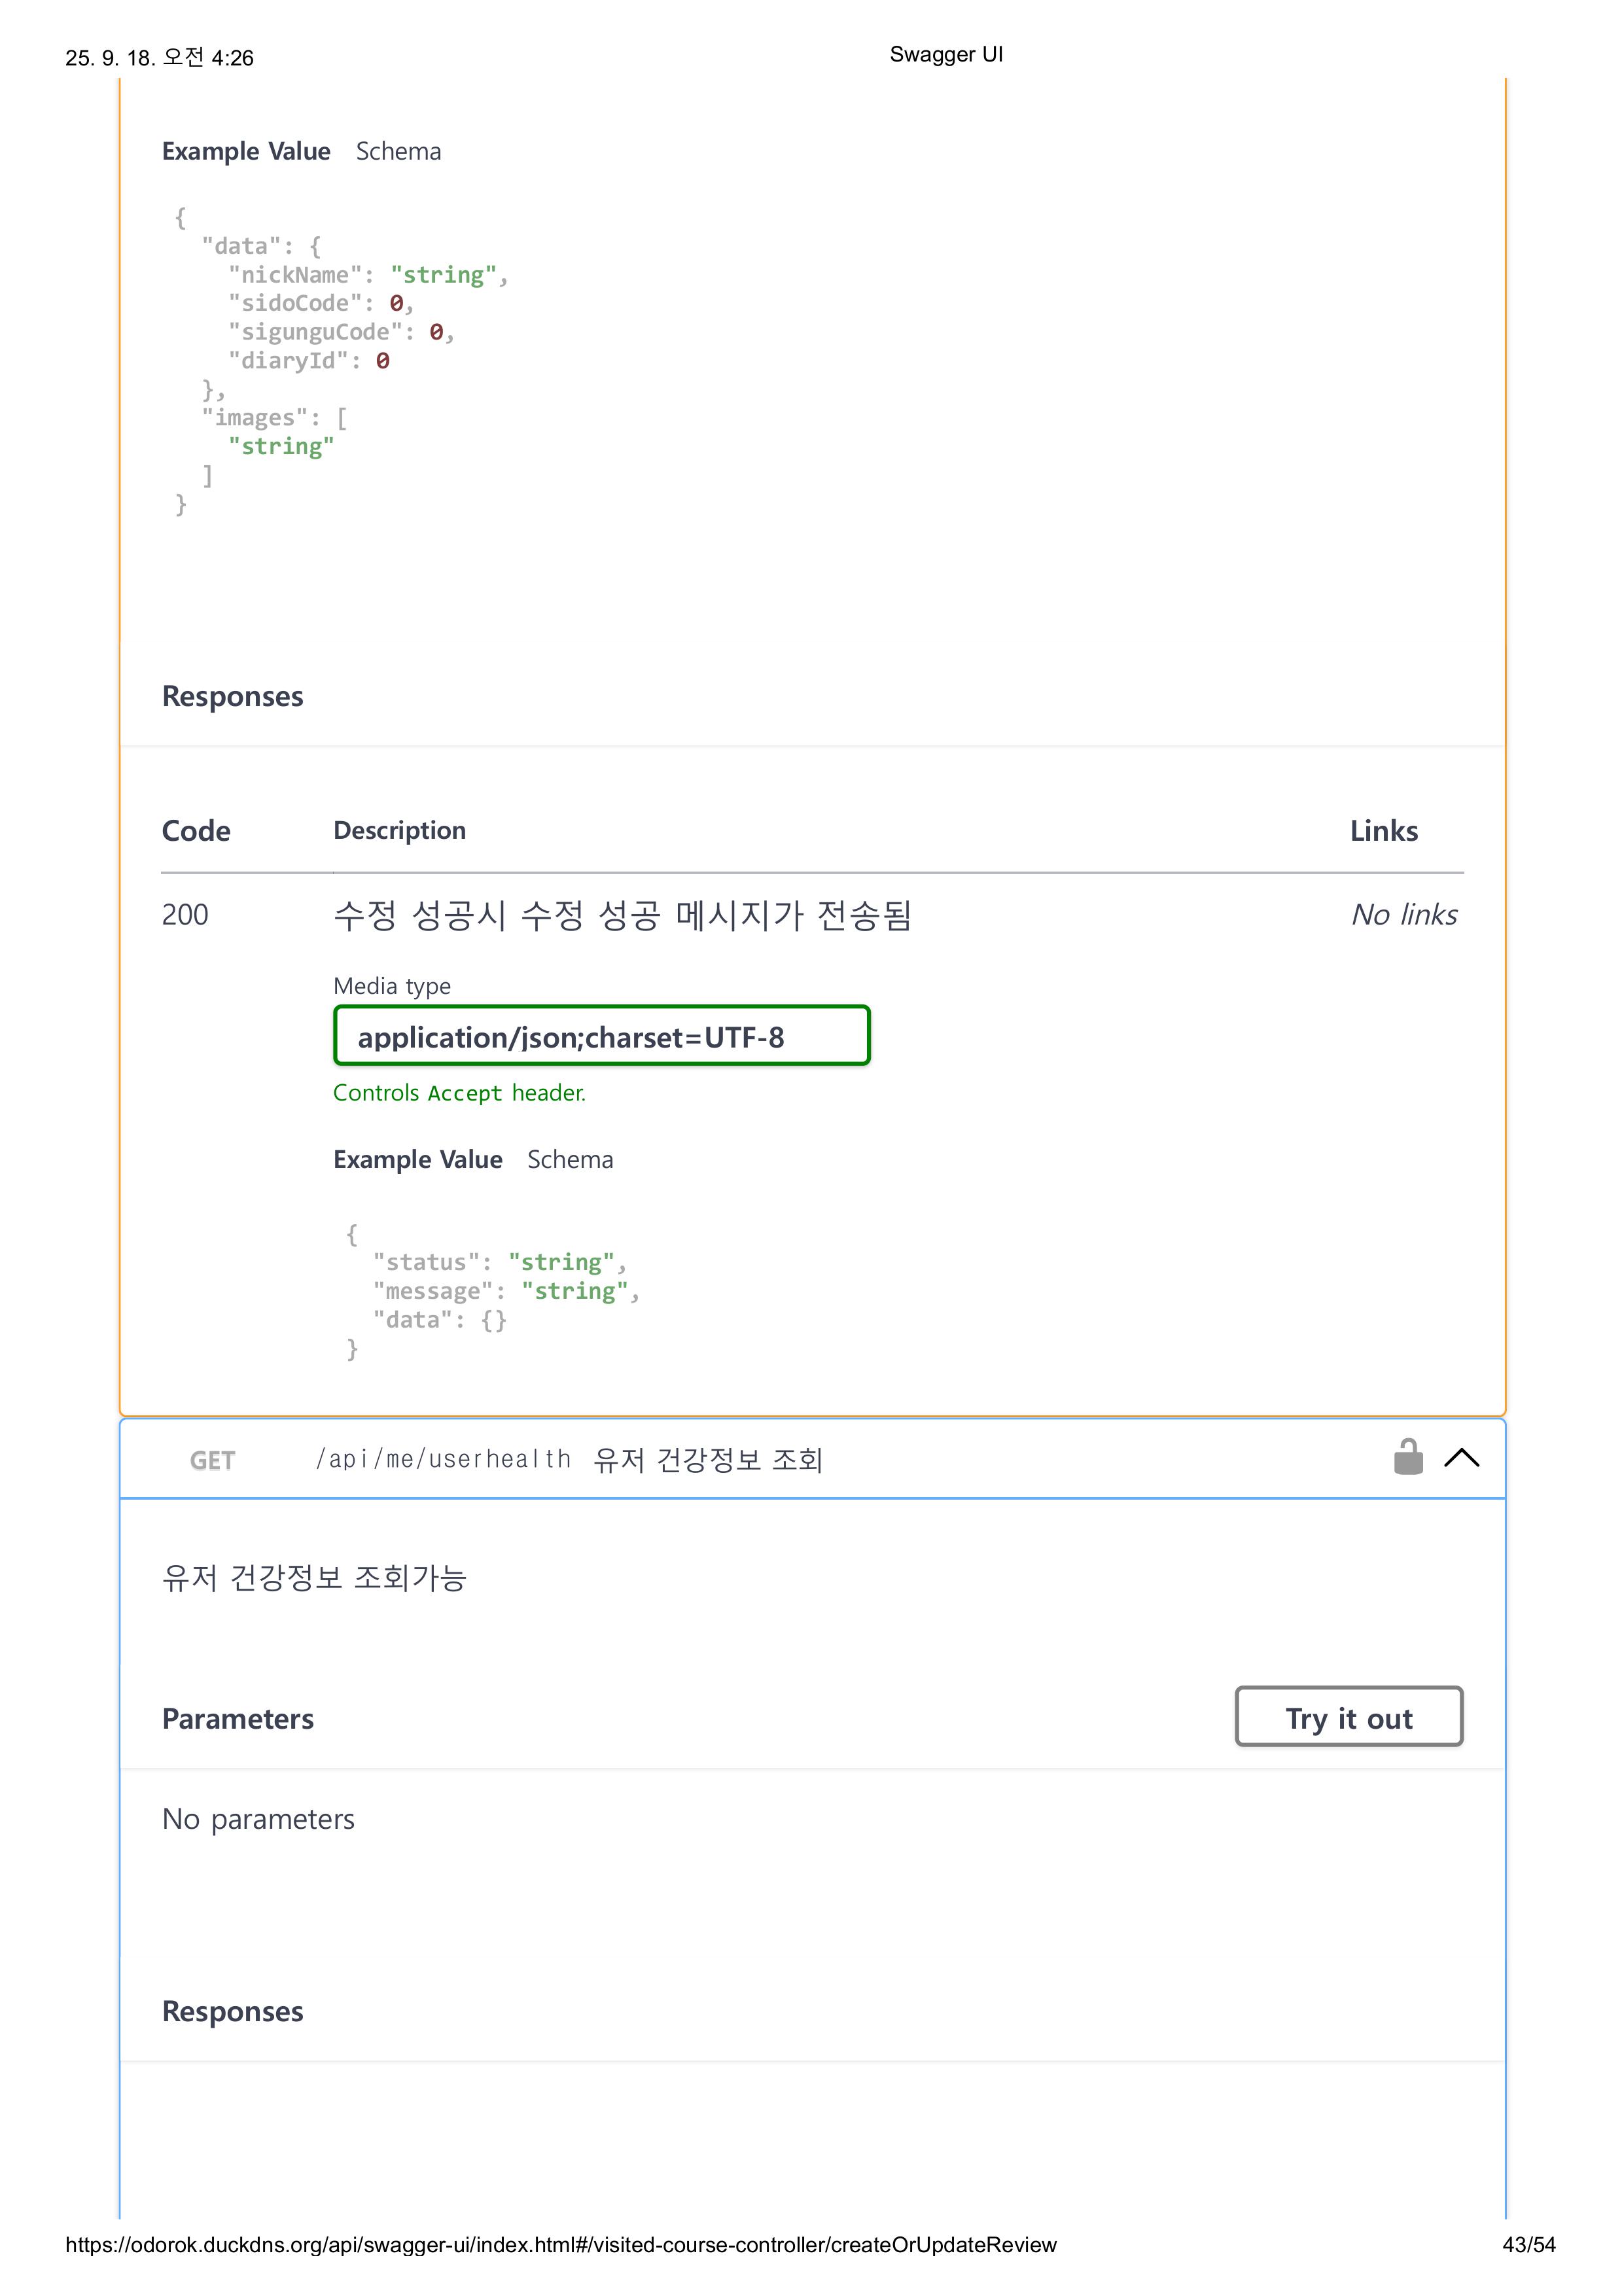 25. 9. 18. 오전 4:26 Swagger UI
Example Value Schema
{
  "data": {
    "nickName": "string",
    "sidoCode": 0,
    "sigunguCode": 0,
    "diaryId": 0
  },
  "images": [
    "string"
  ]
}
Responses
Code Description Links
200 수정 성공시 수정 성공 메시지가 전송됨 No links
Media type
application/json;charset=UTF-8
Controls Accept header.
Example Value Schema
{
  "status": "string",
  "message": "string",
  "data": {}
}
GET /api/me/userhealth 유저 건강정보 조회
유저 건강정보 조회가능
Parameters Try it out
No parameters
Responses
https://odorok.duckdns.org/api/swagger-ui/index.html#/visited-course-controller/createOrUpdateReview 43/54